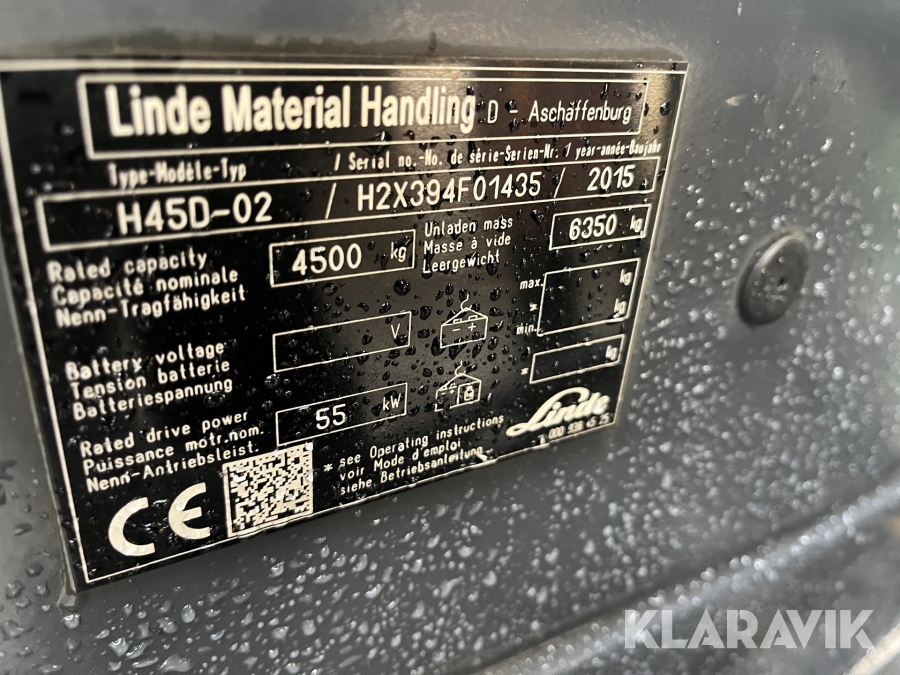 Linde Material Handling D - Aschaffenburg
Type-Modèle-Typ / Serial no.-No. de série-Serien-Nr. / year-année-Baujahr
H45D-02 / H2X394F01435 / 2015
Rated capacity
Capacité nominale
Nenn-Tragfähigkeit
4500 kg
Unladen mass
Masse à vide
Leergewicht
6350 kg
Battery voltage
Tension batterie
Batteriespannung
V
max. kg
* kg
min.
* kg
Rated drive power
Puissance motr.nom.
Nenn-Antriebsleist.
55 kW
* see Operating instructions
voir Mode d'emploi
siehe Betriebsanleitung
Linde
CE
KLARAVIK